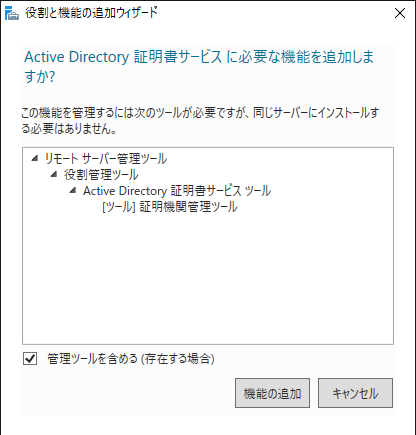 役割と機能の追加ウィザード
Active Directory 証明書サービス に必要な機能を追加しま
すか?
この機能を管理するには次のツールが必要ですが、同じサーバーにインストールす
る必要はありません。
リモート サーバー管理ツール
役割管理ツール
Active Directory 証明書サービス ツール
[ツール] 証明機関管理ツール
管理ツールを含める (存在する場合)
機能の追加 キャンセル